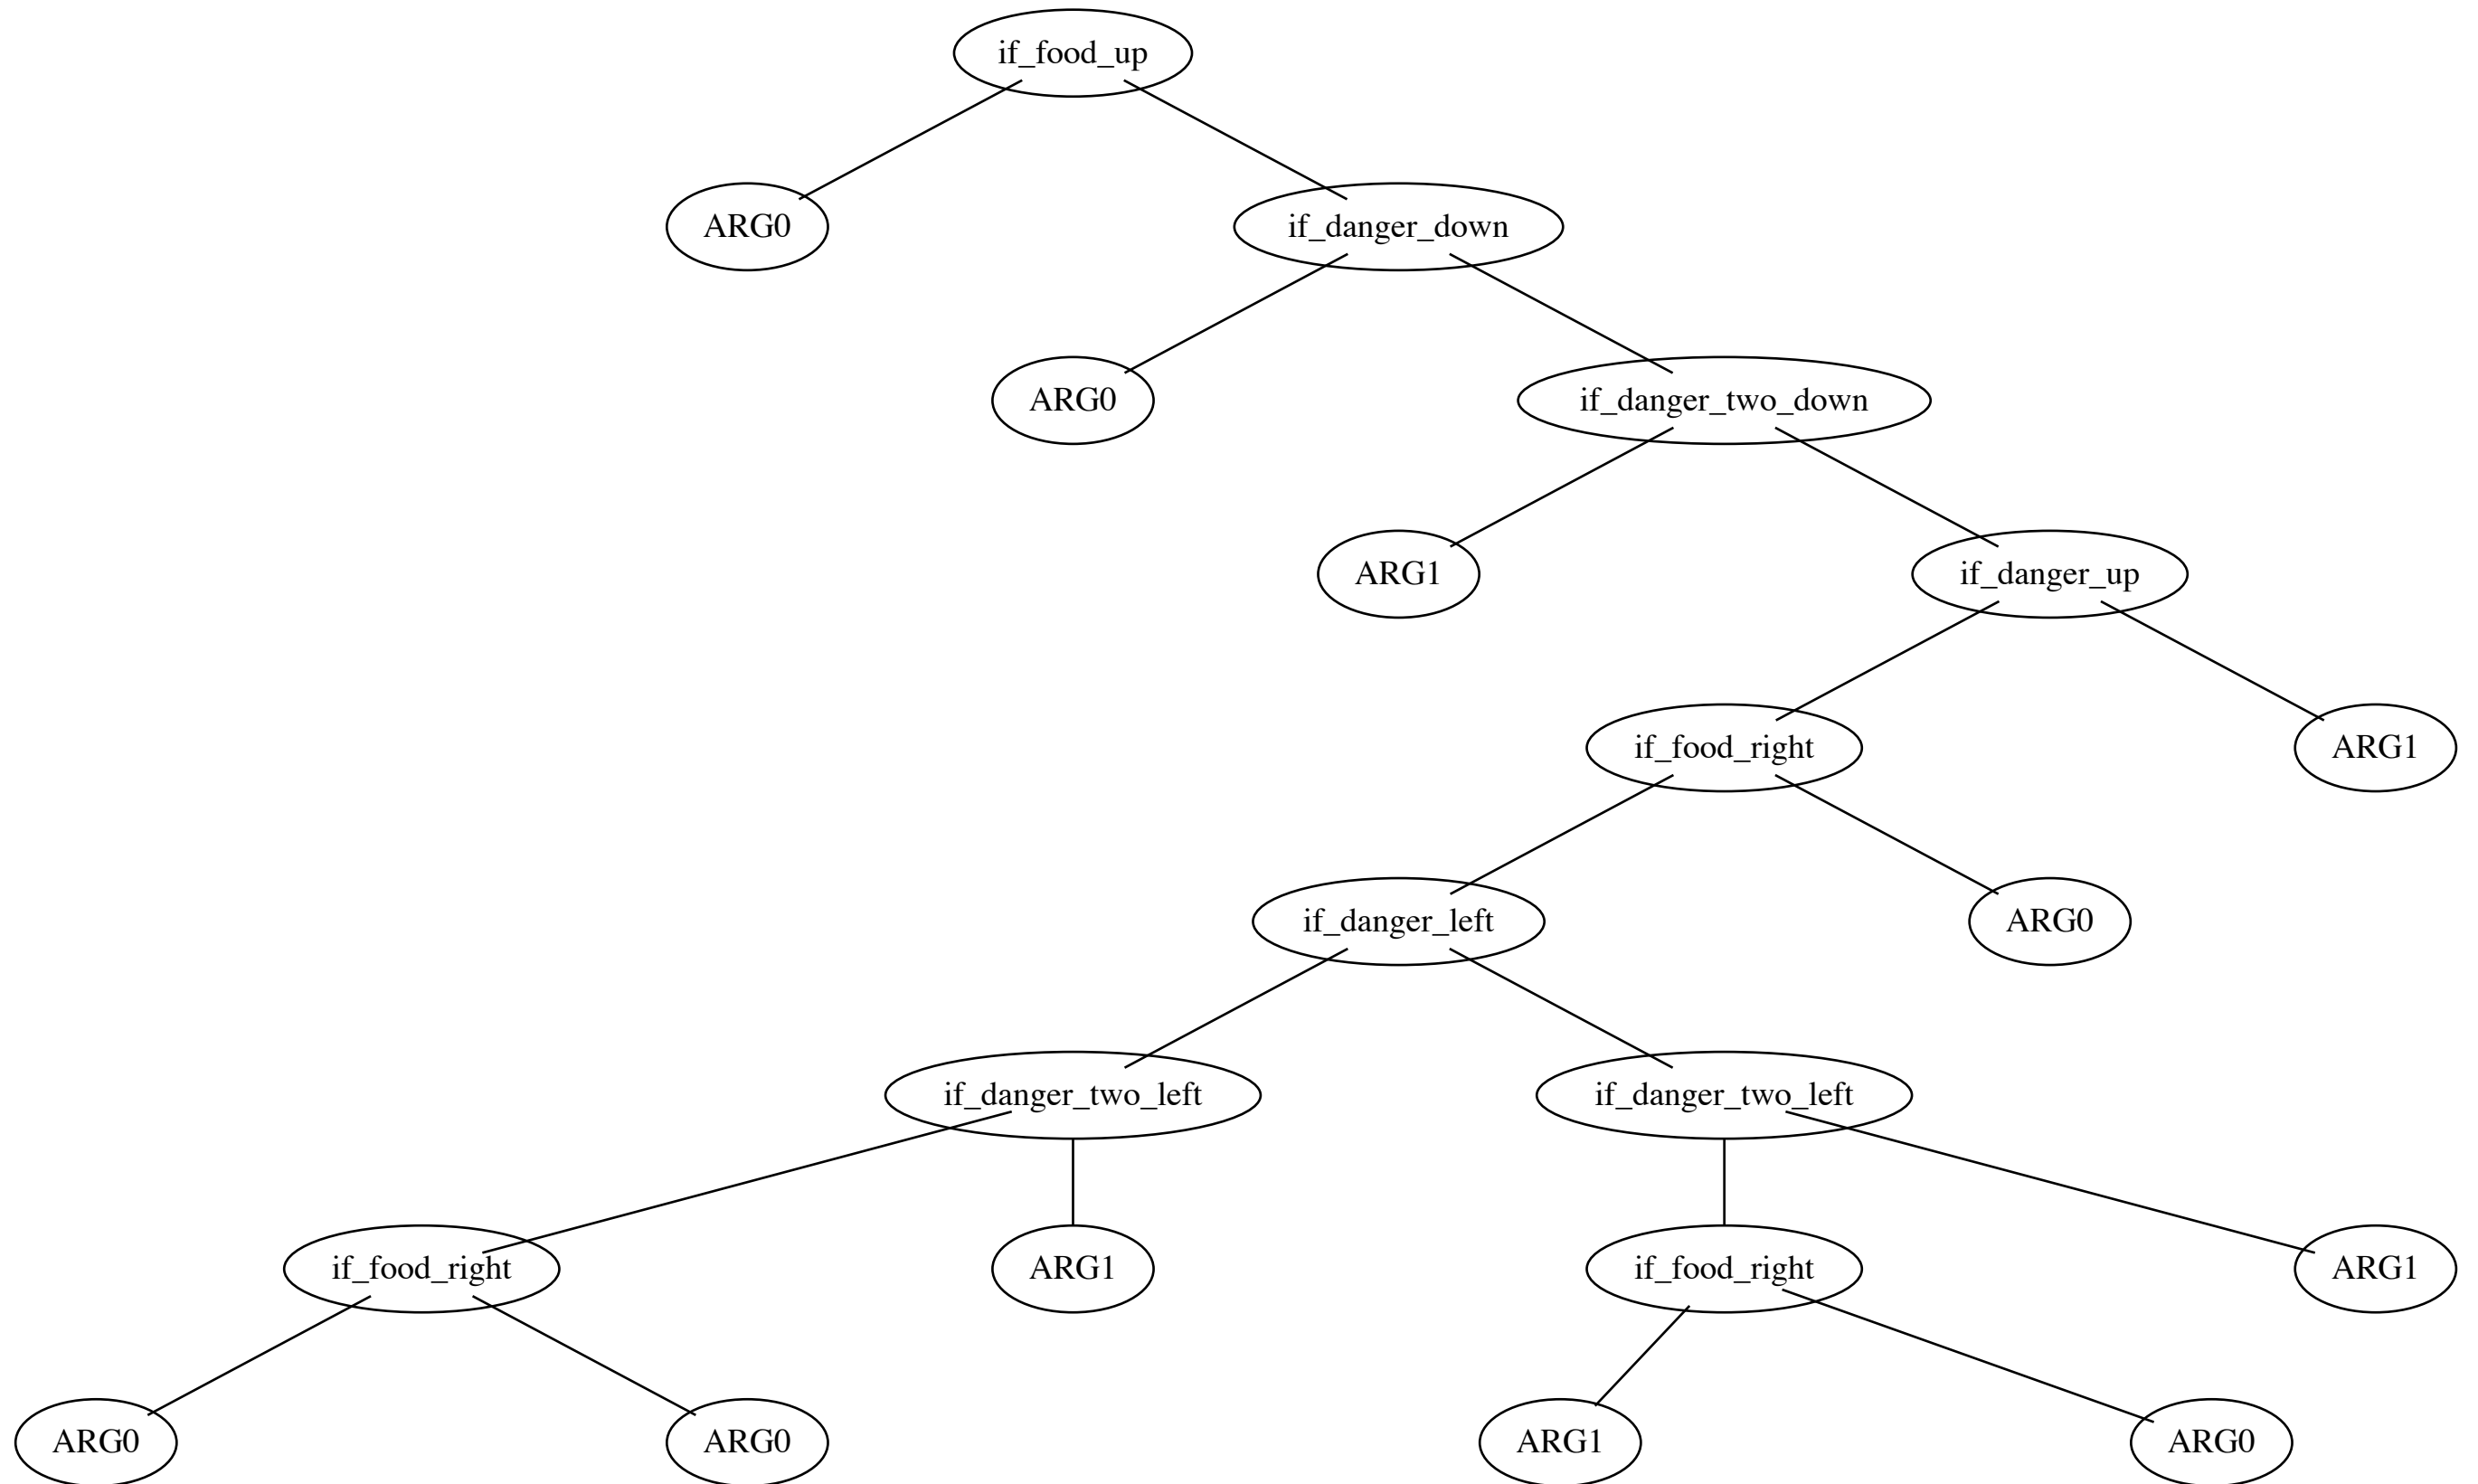 if_food_up
ARG0
if_danger_down
ARG0
if_danger_two_down
ARG1
if_danger_up
if_food_right
ARG1
if_danger_left
ARG0
if_danger_two_left
if_danger_two_left
if_food_right
ARG1
if_food_right
ARG1
ARG0
ARG0
ARG1
ARG0